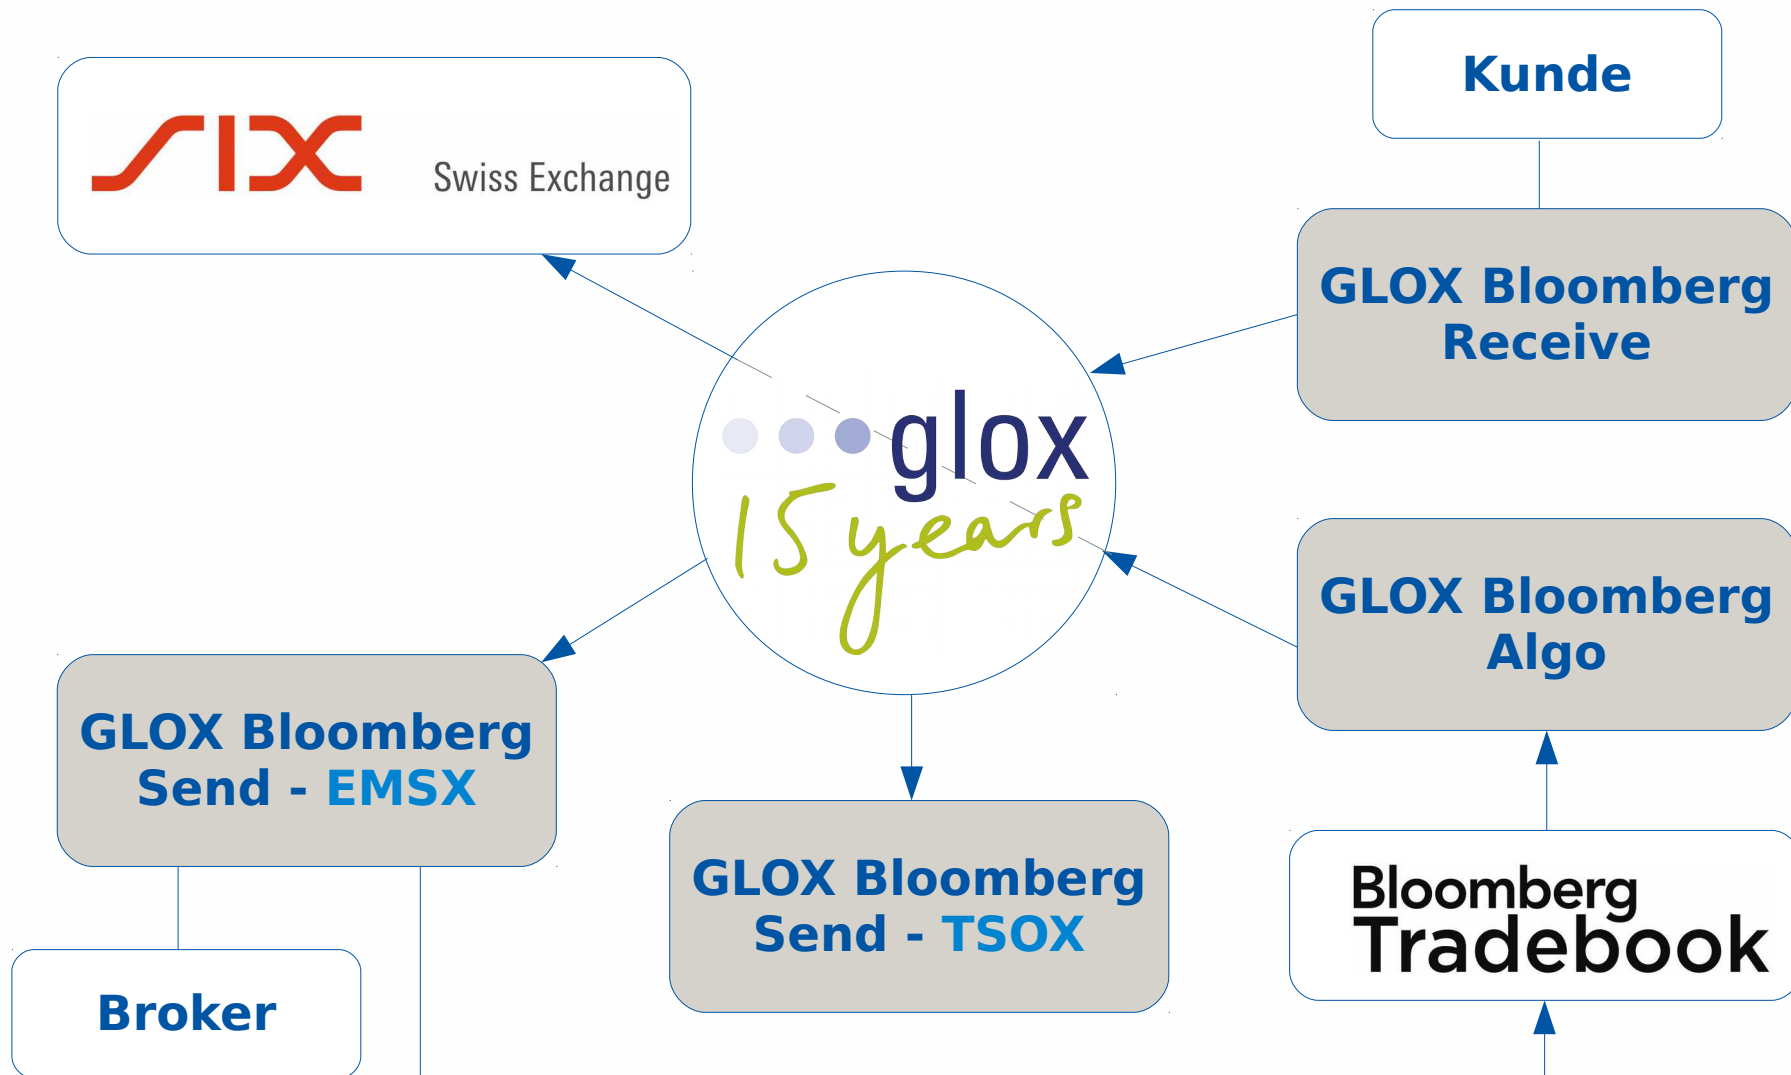 Kunde
SIX
Swiss Exchange
GLOX Bloomberg
Receive
glox
15 years
GLOX Bloomberg
Algo
GLOX Bloomberg
Send - EMSX
GLOX Bloomberg
Send - TSOX
Bloomberg
Tradebook
Broker